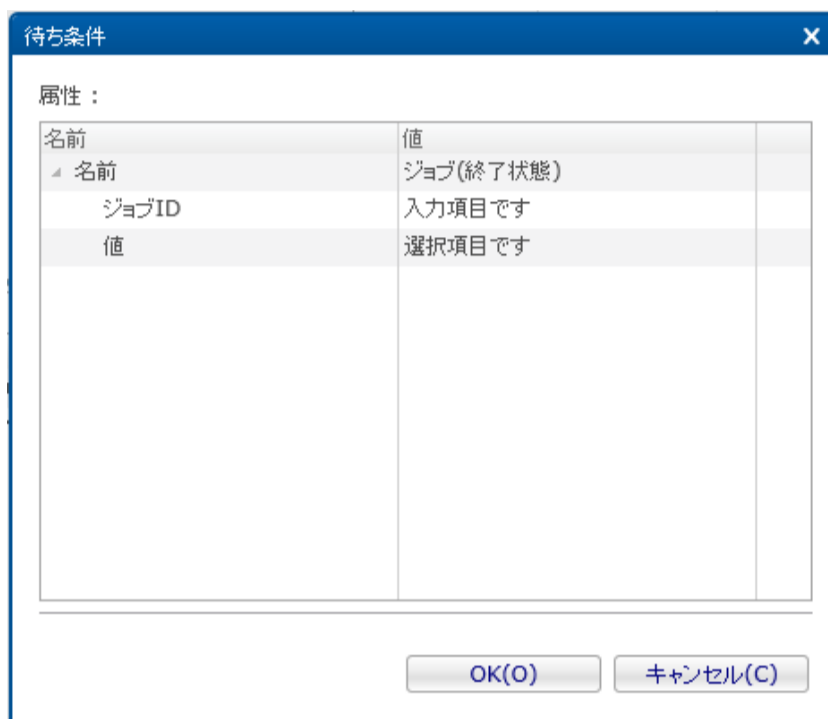 待ち条件
属性：
名前 値
名前 ジョブ(終了状態)
ジョブID 入力項目です
値 選択項目です
OK(O) キャンセル(C)